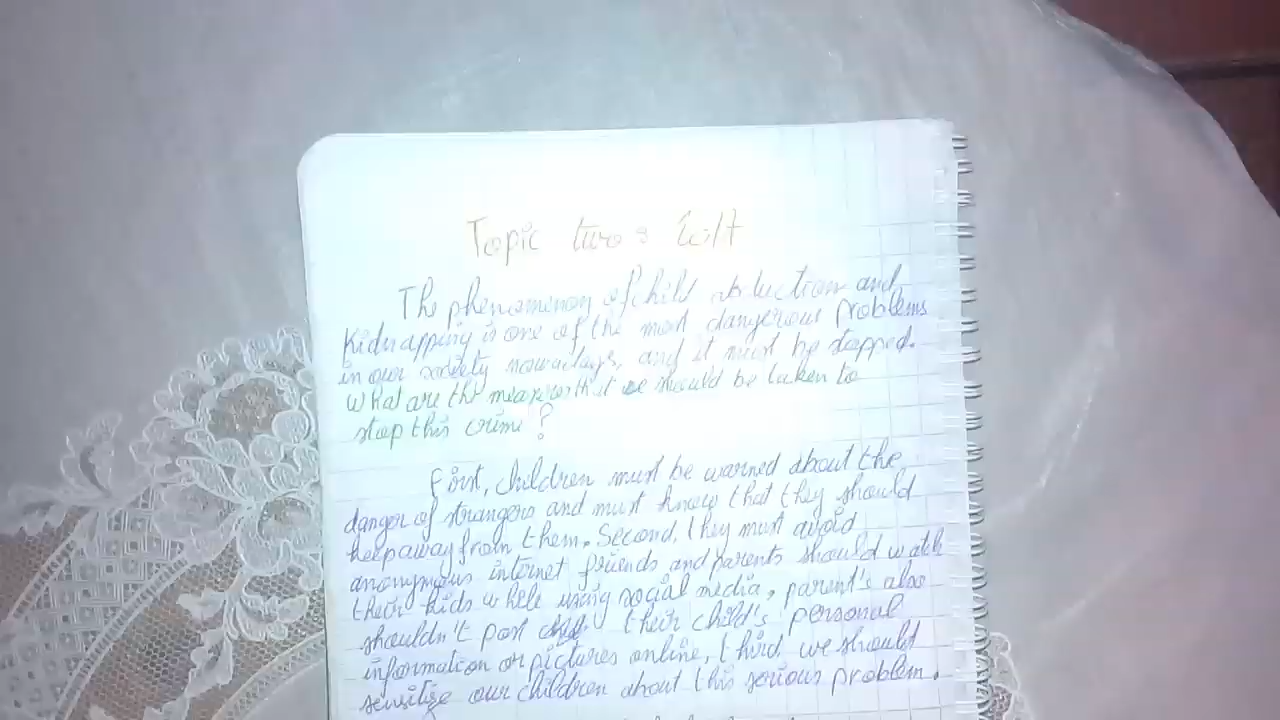 Topic two :
The phenomenon of child abduction and
Kidnapping is one of the most dangerous problems
in our society nowadays, and it must be stopped.
what are the that should be taken to
stop this crime ?
First, children must be warned about the
danger of strangers and must know that they should
keep away from them. Second, they must avoid
anonymous internet friends and parents should watch
their kids while using social media, parent's also
shouldn't post their child's personal
information or pictures online, third we should
sensitize our children about this serious problem.